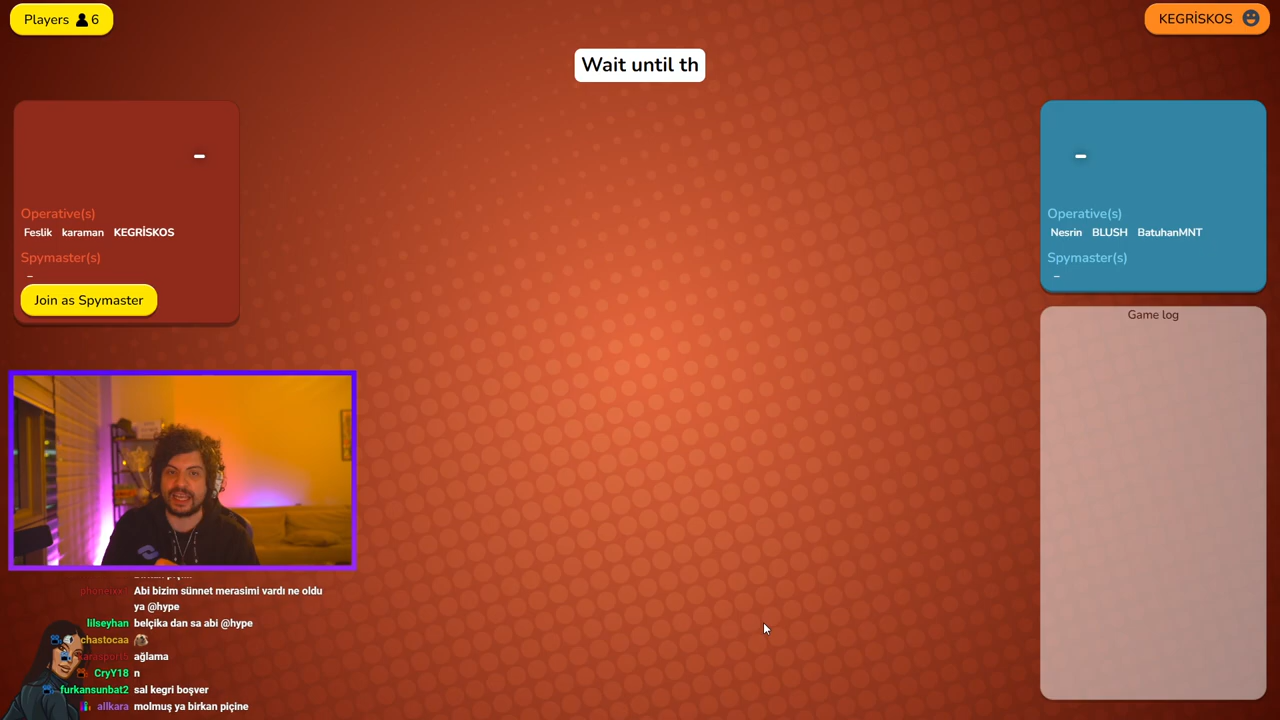 Players 6
KEGRİSKOS
Wait until th
-
-
Operative(s)
Feslik karaman KEGRİSKOS
Spymaster(s)
–
Join as Spymaster
Operative(s)
Nesrin BLUSH BatuhanMNT
Spymaster(s)
–
Game log
Abi bizim sünnet merasimi vardı ne oldu
ya @hype
lilseyhan belçika dan sa abi @hype
chastocaa
ağlama
CryY18 n
furkansunbat2 sal kegri boşver
alikara molmuş ya birkan piçine